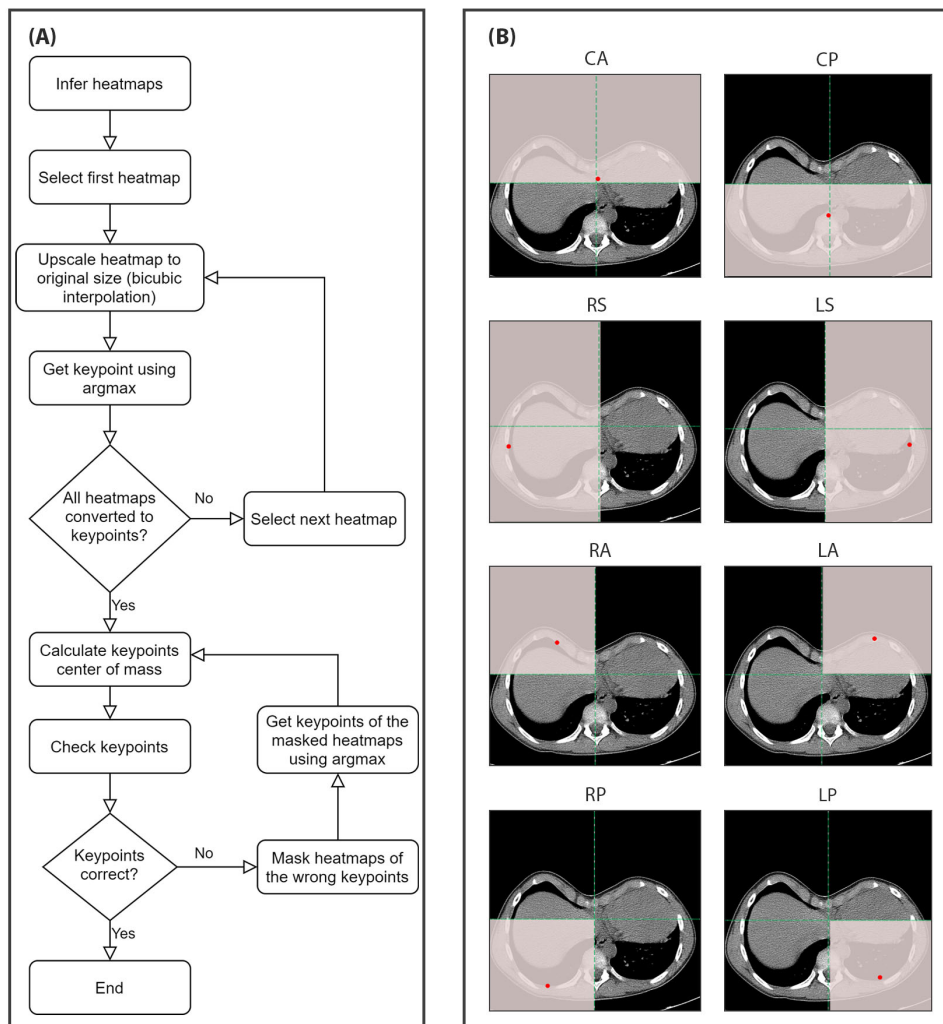 (A)
Infer heatmaps
Select first heatmap
Upscale heatmap to
original size (bicubic
interpolation)
Get keypoint using
argmax
All heatmaps
converted to
keypoints?
No
Select next heatmap
Yes
Calculate keypoints
center of mass
Check keypoints
Get keypoints of the
masked heatmaps
using argmax
Keypoints
correct?
No
Mask heatmaps of
the wrong keypoints
Yes
End
(B)
CA
CP
RS
LS
RA
LA
RP
LP